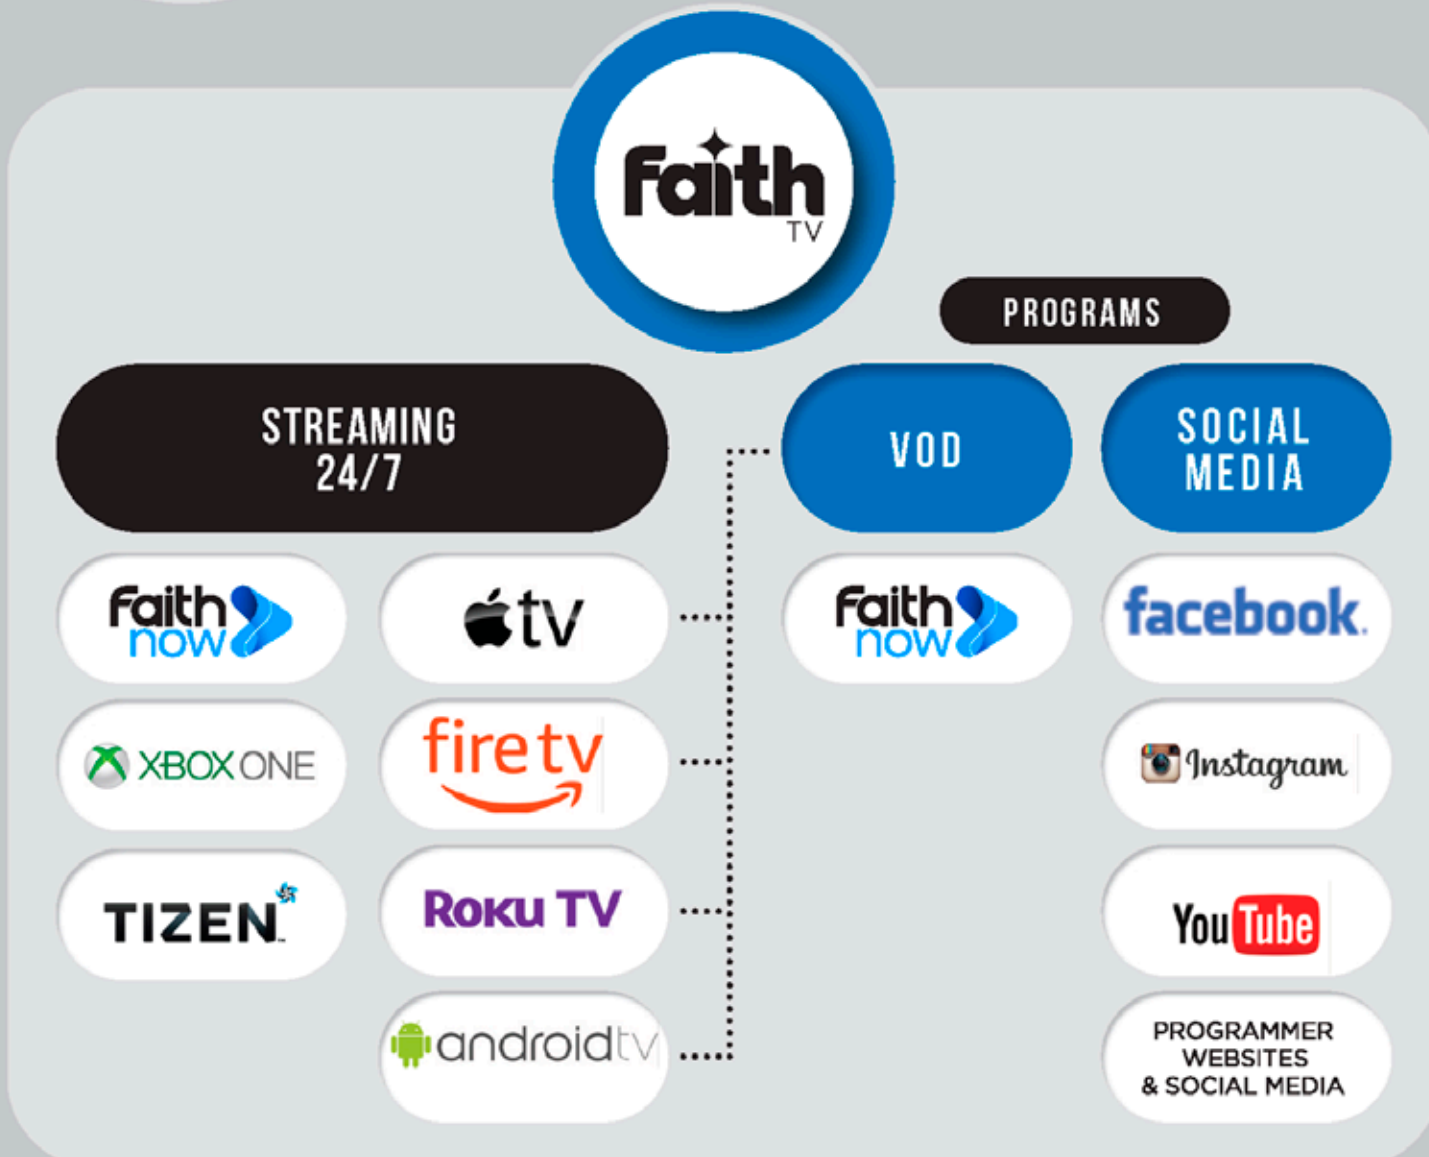 faith
TV
PROGRAMS
STREAMING
24/7
VOD
SOCIAL
MEDIA
faith
now
tv
faith
now
facebook.
XBOX ONE
fire tv
Instagram
TIZEN™
ROKU TV
YouTube
androidtv
PROGRAMMER
WEBSITES
& SOCIAL MEDIA